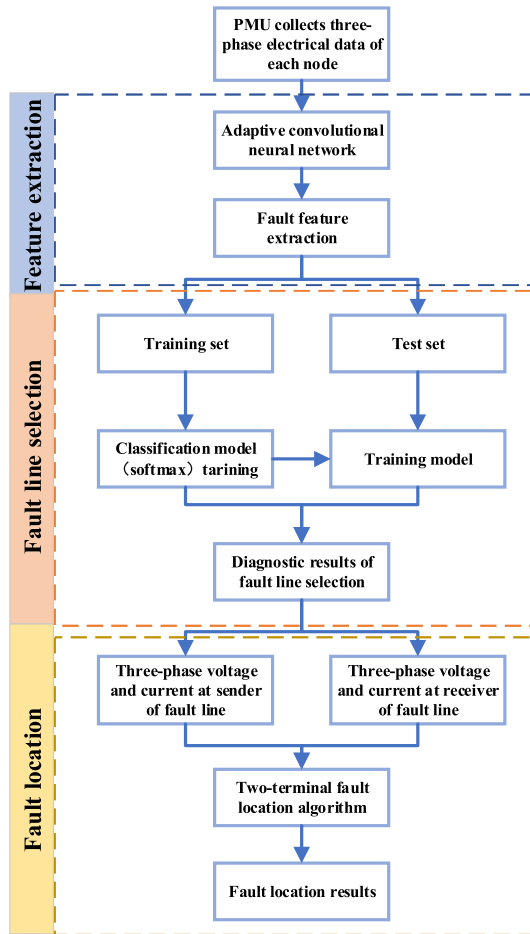 PMU collects three-
phase electrical data of
each node
Feature extraction
Adaptive convolutional
neural network
Fault feature
extraction
Fault line selection
Training set
Test set
Classification model
（softmax）tarining
Training model
Diagnostic results of
fault line selection
Fault location
Three-phase voltage
and current at sender
of fault line
Three-phase voltage
and current at receiver
of fault line
Two-terminal fault
location algorithm
Fault location results